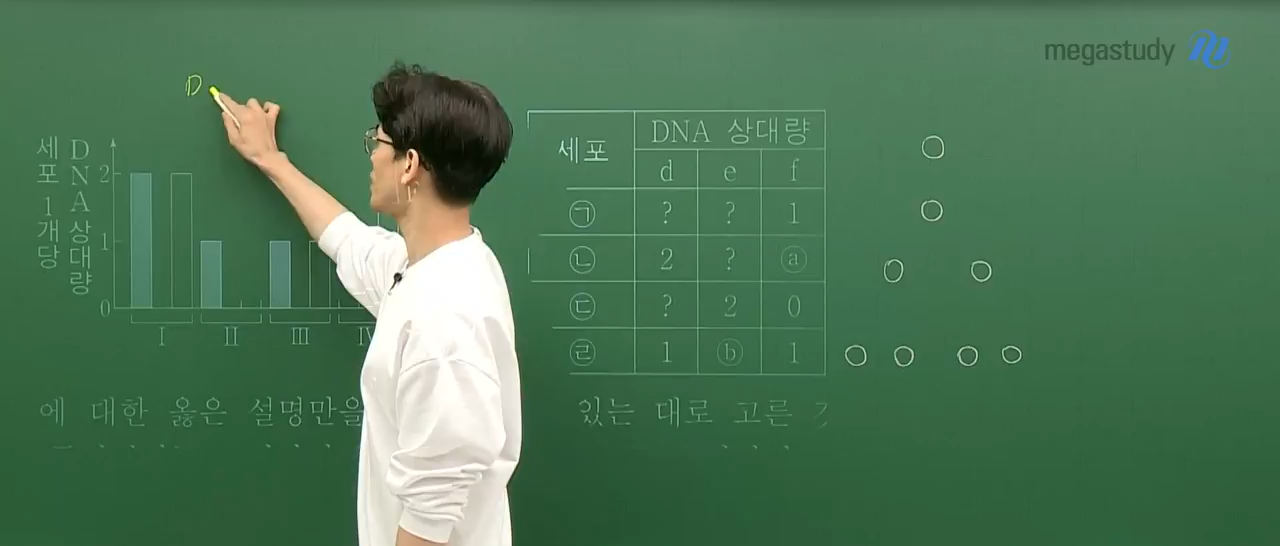 megastudy
D
세포 1개당
DNA 상대량
2
1
0
I II III IV
세포 DNA 상대량
d e f
㉠ ? ? 1
㉡ 2 ? ⓐ
㉢ ? 2 0
㉣ 1 ⓑ 1
에 대한 옳은 설명만을 있는 대로 고른